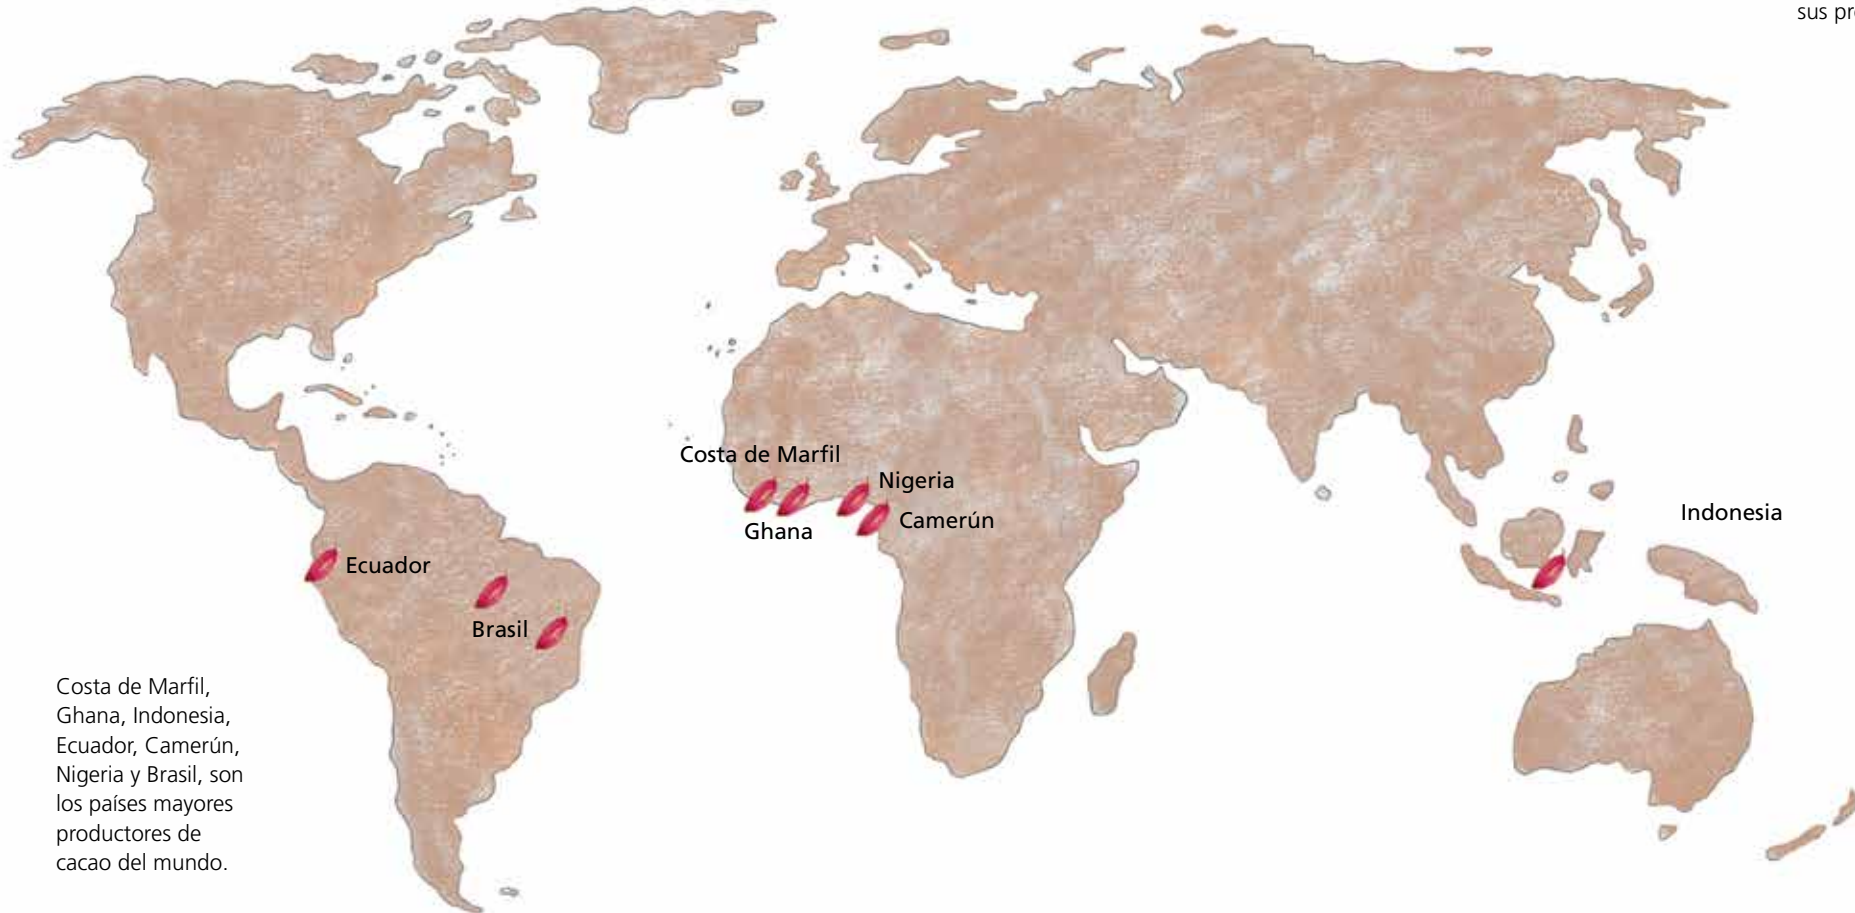 sus pr
Costa de Marfil
Nigeria
Ghana
Camerún
Indonesia
Ecuador
Brasil
Costa de Marfil,
Ghana, Indonesia,
Ecuador, Camerún,
Nigeria y Brasil, son
los países mayores
productores de
cacao del mundo.